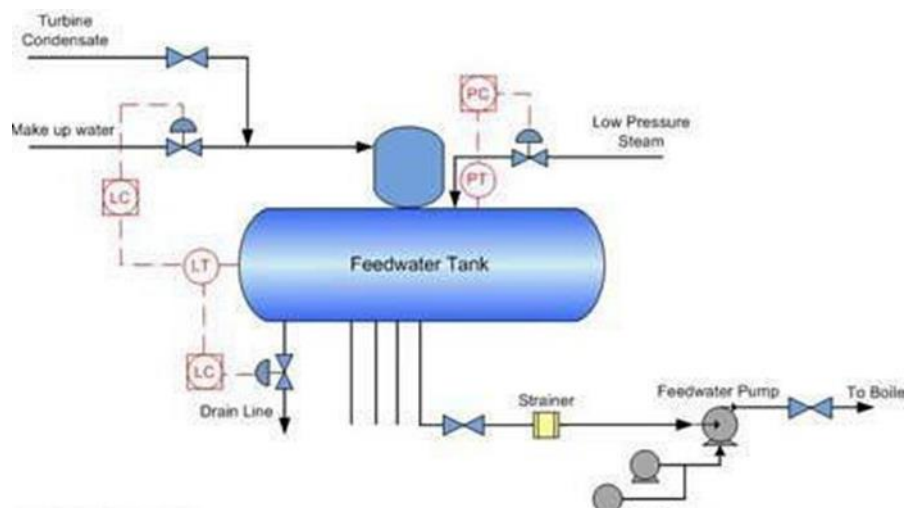 Turbine
Condensate
PC
Low Pressure
Steam
Make up water
PT
LC
LT
Feedwater Tank
LC
Drain Line
Strainer
Feedwater Pump
To Boile